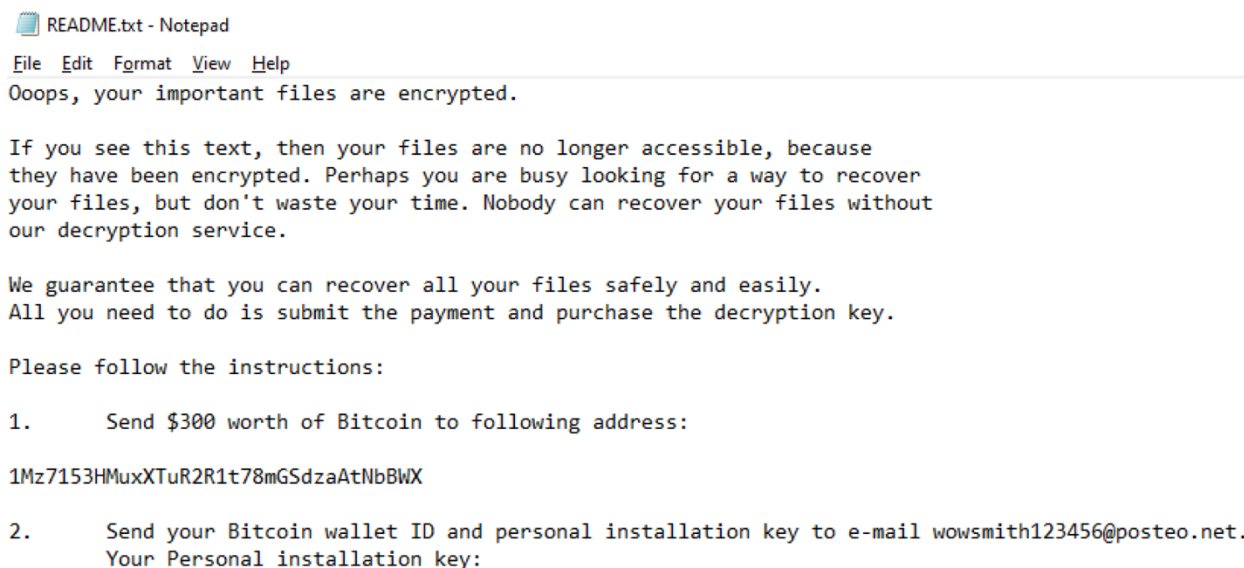 README.txt - Notepad
File Edit Format View Help
Ooops, your important files are encrypted.
If you see this text, then your files are no longer accessible, because
they have been encrypted. Perhaps you are busy looking for a way to recover
your files, but don't waste your time. Nobody can recover your files without
our decryption service.
We guarantee that you can recover all your files safely and easily.
All you need to do is submit the payment and purchase the decryption key.
Please follow the instructions:
1. Send $300 worth of Bitcoin to following address:
1Mz7153HMuxXTuR2R1t78mGSdzaAtNbBWX
2. Send your Bitcoin wallet ID and personal installation key to e-mail wowsmith123456@posteo.net.
Your Personal installation key: